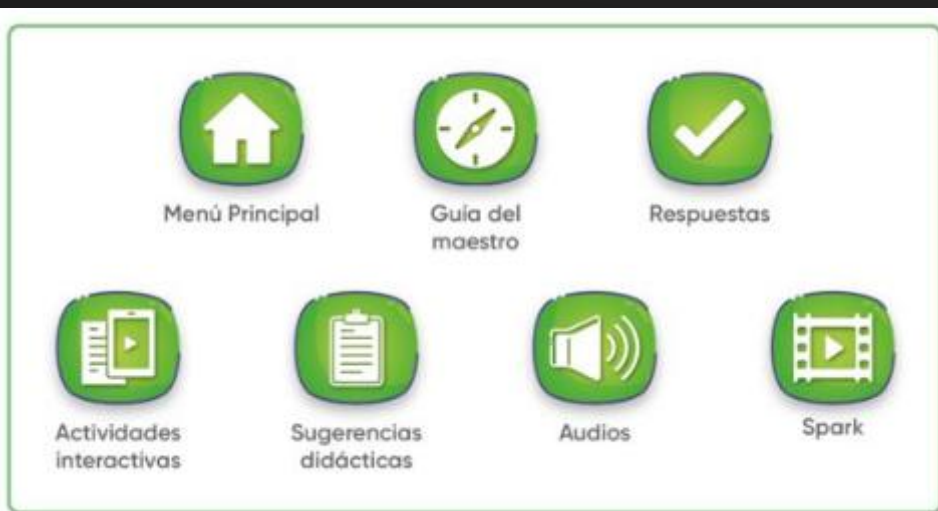 Menú Principal
Guía del
maestro
Respuestas
Actividades
interactivas
Sugerencias
didácticas
Audios
Spark